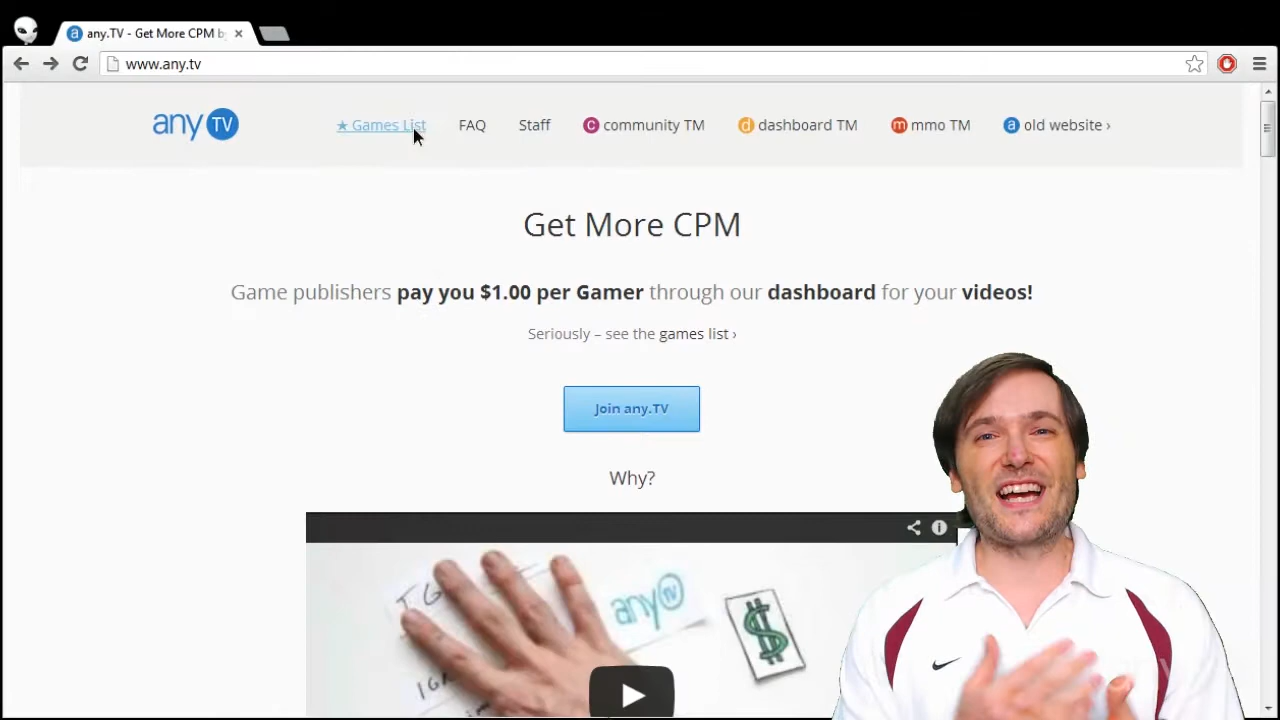 any.TV - Get More CPM b
www.any.tv
any TV
★ Games List
FAQ
Staff
c community TM
d dashboard TM
m mmo TM
a old website ›
Get More CPM
Game publishers pay you $1.00 per Gamer through our dashboard for your videos!
Seriously – see the games list ›
Join any.TV
Why?
any TV
$